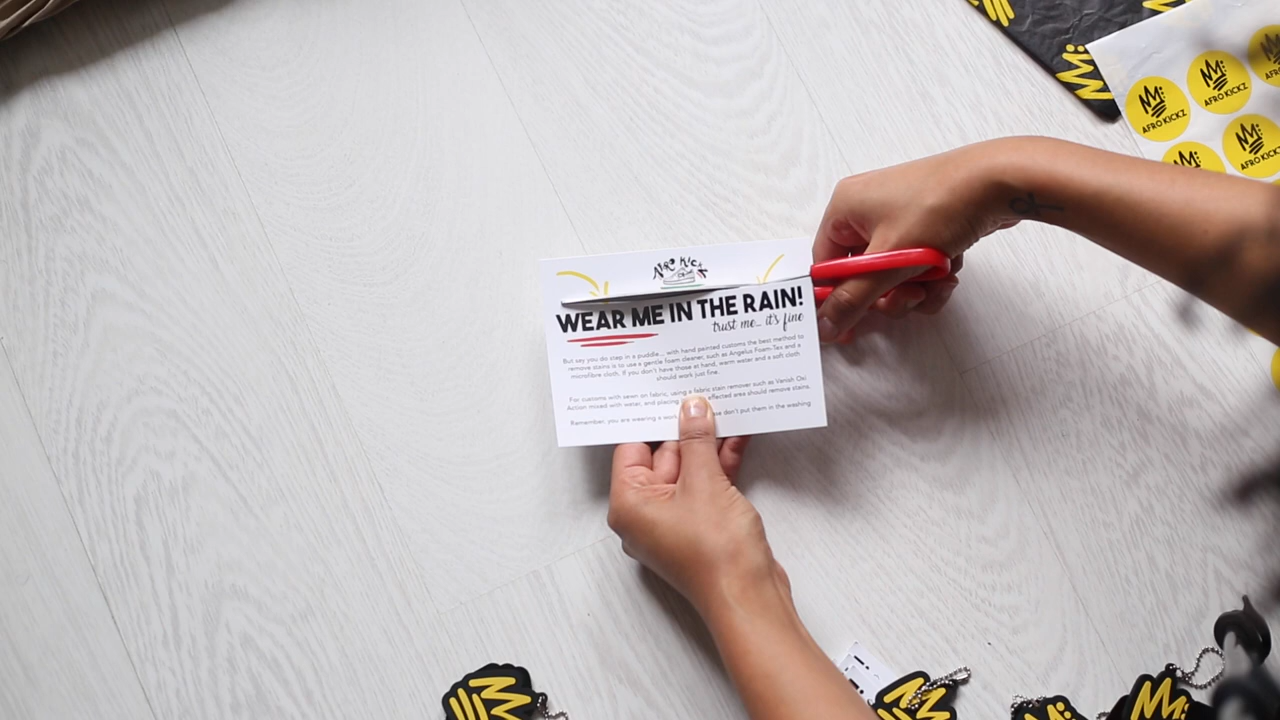 AFRO KICKZ
AFRO KICKZ
AFRO KICKZ
AFRO KICKZ
WEAR ME IN THE RAIN!
trust me... it's fine
But say you do step in a puddle... with hand painted customs the best method to
remove stains is to use a gentle foam cleaner, such as Angelus Foam-Tex and a
microfibre cloth. If you don't have those at hand, warm water and a soft cloth
should work just fine.
For customs with sewn on fabric, using a fabric stain remover such as Vanish Oxi
Action mixed with water, and placing affected area should remove stains.
Remember, you are wearing a work don't put them in the washing